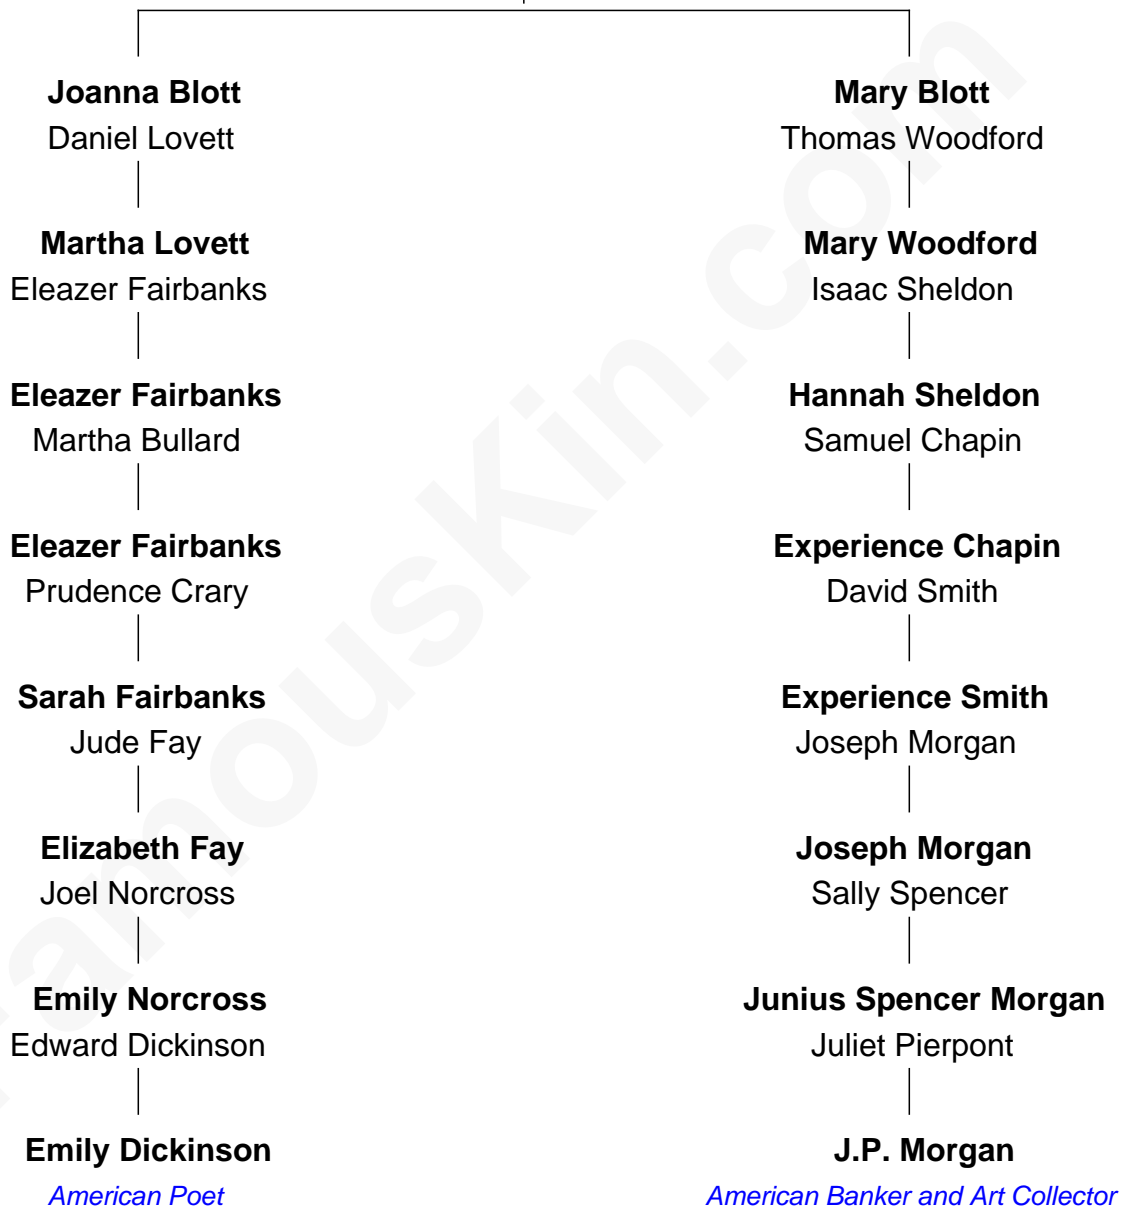 Joanna Blott
Daniel Lovett
Martha Lovett
Eleazer Fairbanks
Eleazer Fairbanks
Martha Bullard
Eleazer Fairbanks
Prudence Crary
Sarah Fairbanks
Jude Fay
Elizabeth Fay
Joel Norcross
Emily Norcross
Edward Dickinson
Emily Dickinson
American Poet
Mary Blott
Thomas Woodford
Mary Woodford
Isaac Sheldon
Hannah Sheldon
Samuel Chapin
Experience Chapin
David Smith
Experience Smith
Joseph Morgan
Joseph Morgan
Sally Spencer
Junius Spencer Morgan
Juliet Pierpont
J.P. Morgan
American Banker and Art Collector
FamousKin.com